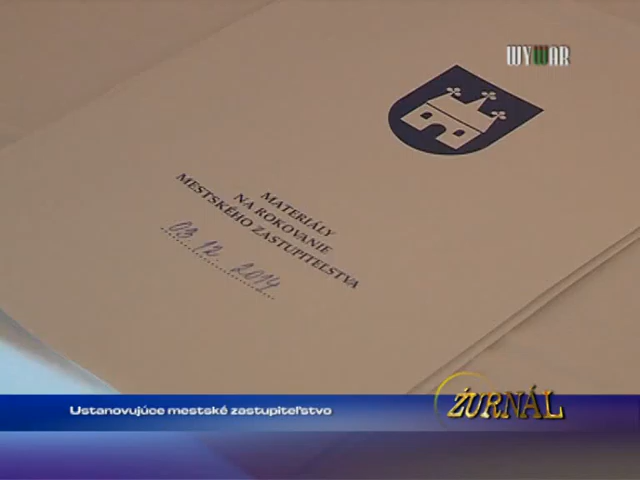 WYWAR
MATERIÁLY
NA ROKOVANIE
MESTSKÉHO ZASTUPITEĽSTVA
03. 12. 2014
Ustanovujúce mestské zastupiteľstvo
ŽURNÁL